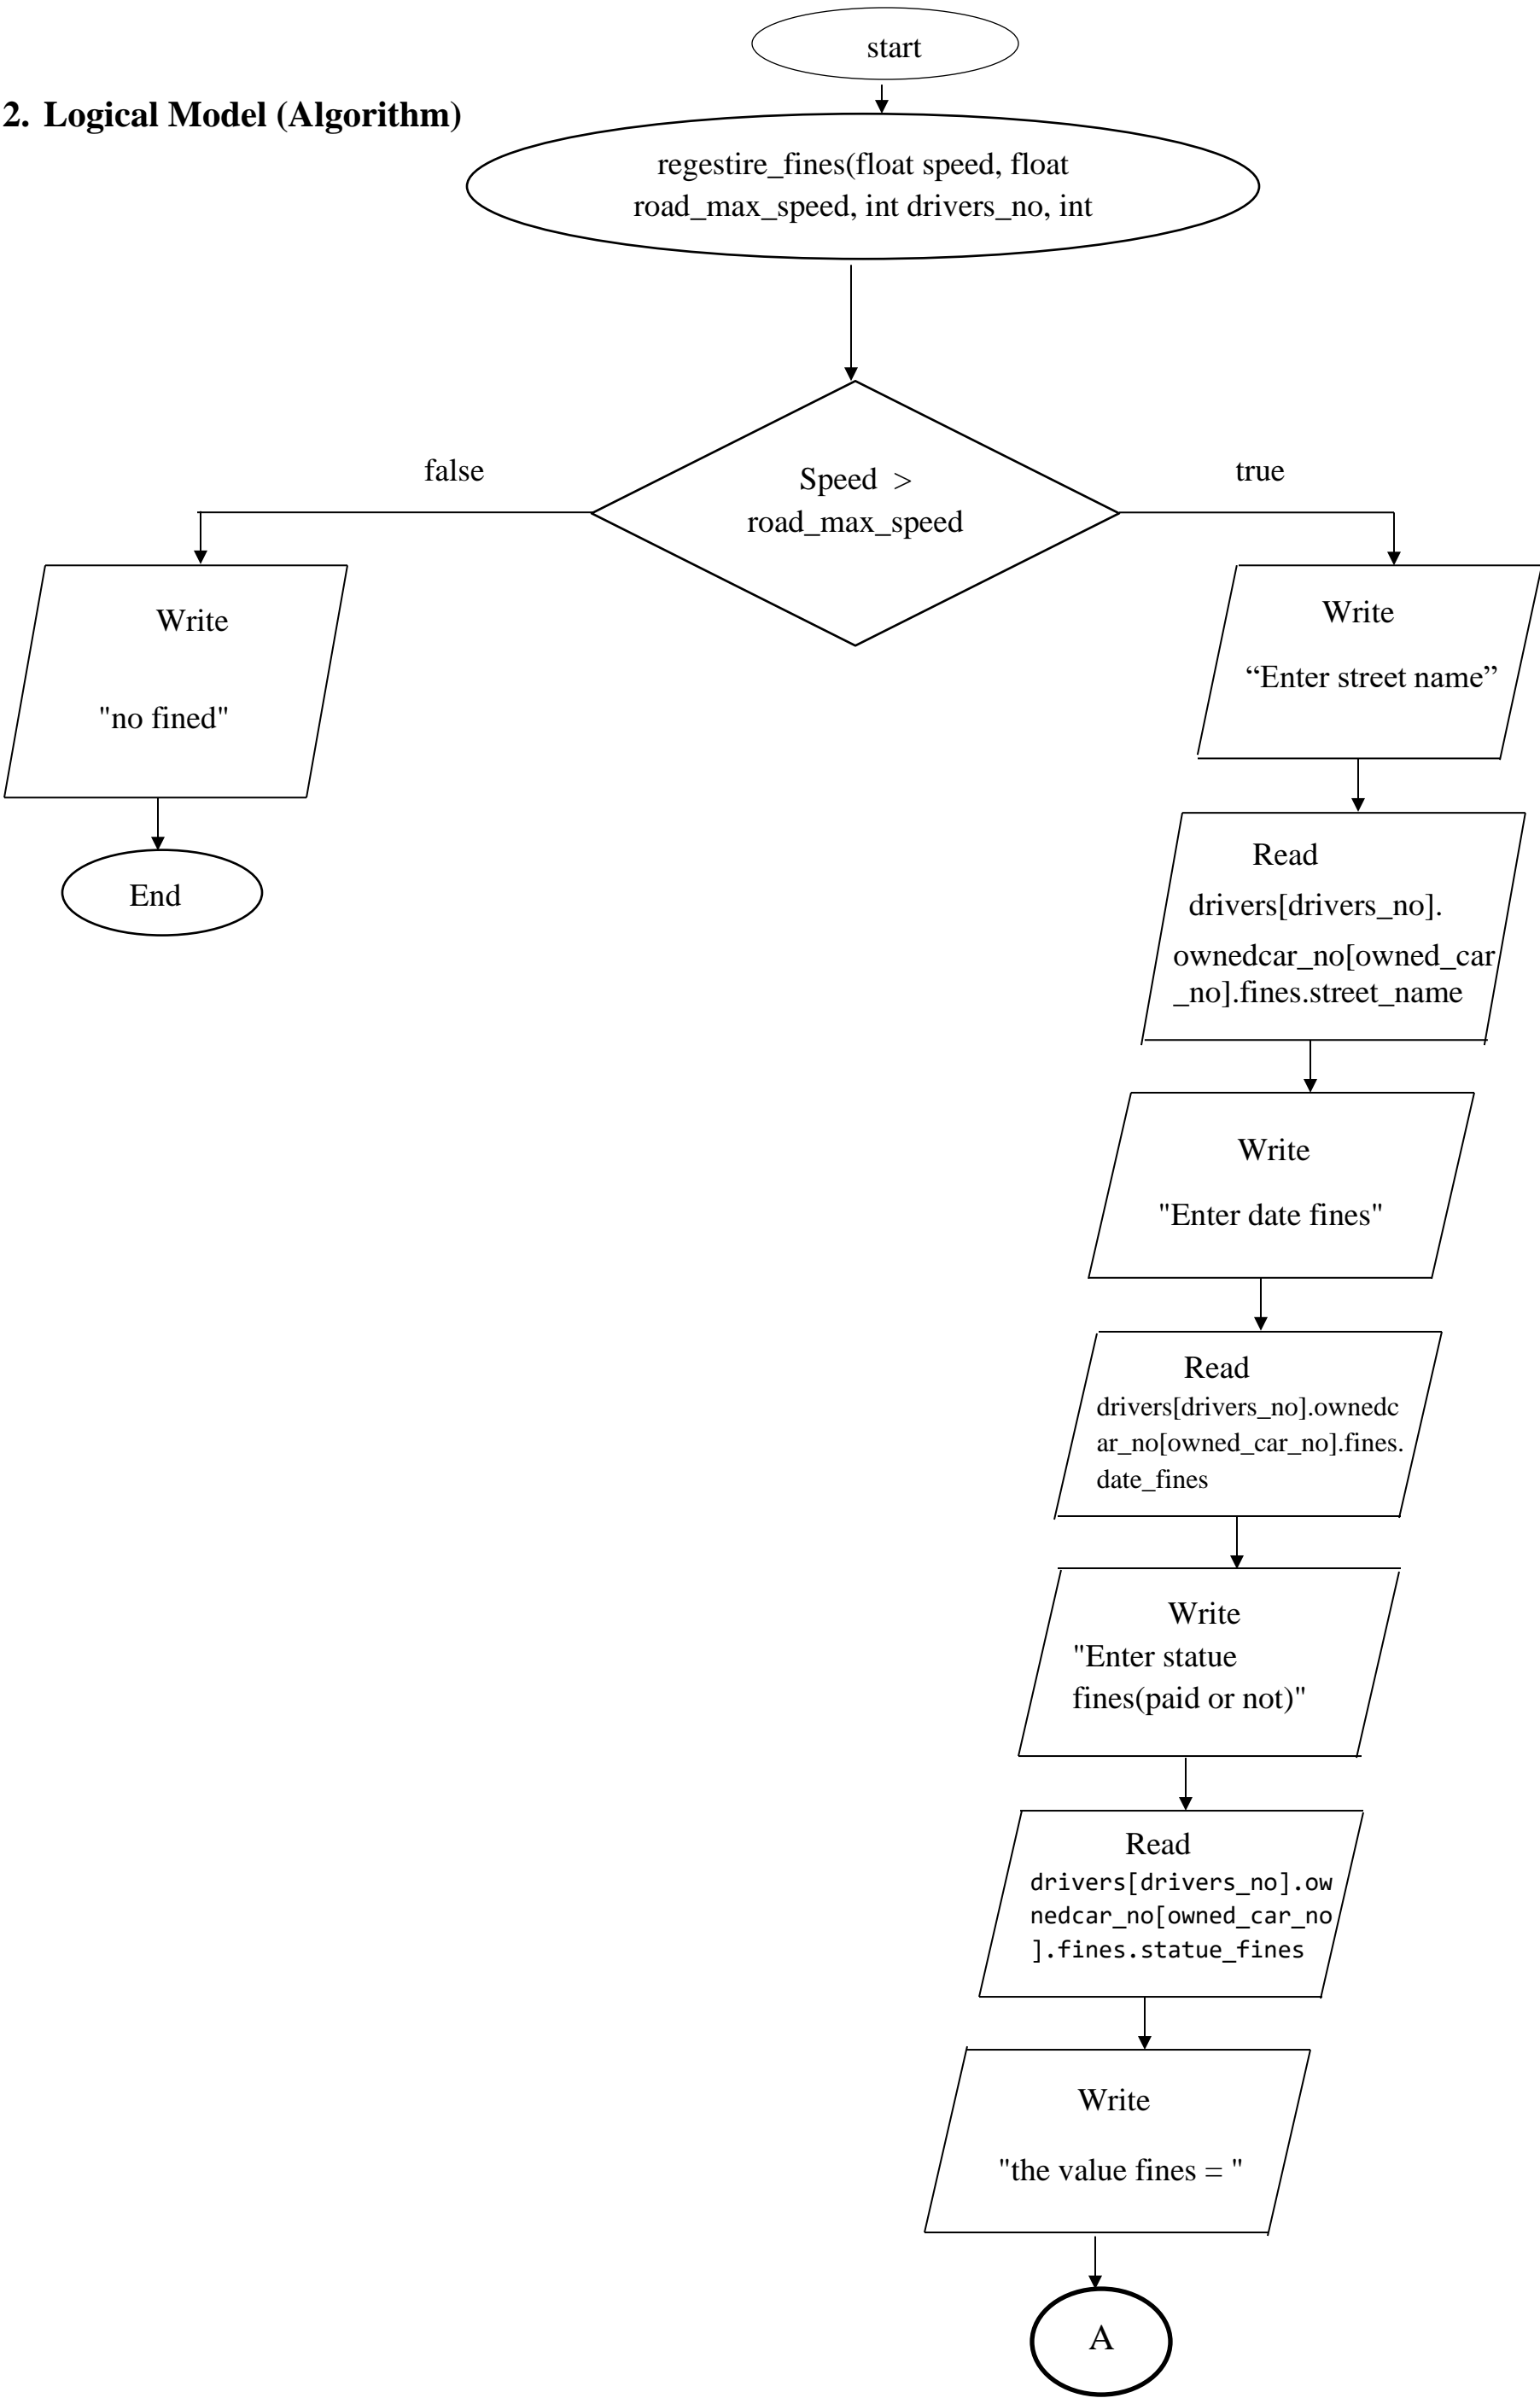 start
2. Logical Model (Algorithm)
regestire_fines(float speed, float
road_max_speed, int drivers_no, int
false
Speed >
road_max_speed
true
Write
"no fined"
End
Write
“Enter street name”
Read
drivers[drivers_no].
ownedcar_no[owned_car
_no].fines.street_name
Write
"Enter date fines"
Read
drivers[drivers_no].ownedc
ar_no[owned_car_no].fines.
date_fines
Write
"Enter statue
fines(paid or not)"
Read
drivers[drivers_no].ow
nedcar_no[owned_car_no
].fines.statue_fines
Write
"the value fines = "
A